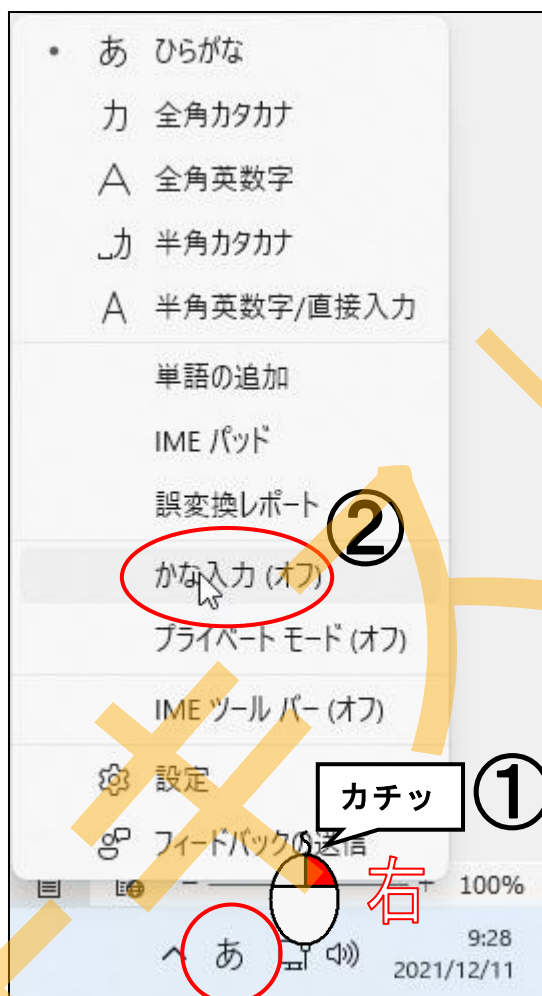 あ ひらがな
カ 全角カタカナ
A 全角英数字
カ 半角カタカナ
A 半角英数字/直接入力
単語の追加
IME パッド
誤変換レポート
②
かな入力 (オフ)
プライベート モード (オフ)
IME ツール バー (オフ)
設定
カチッ
①
フィードバックの送信
右
100%
あ
9:28
2021/12/11